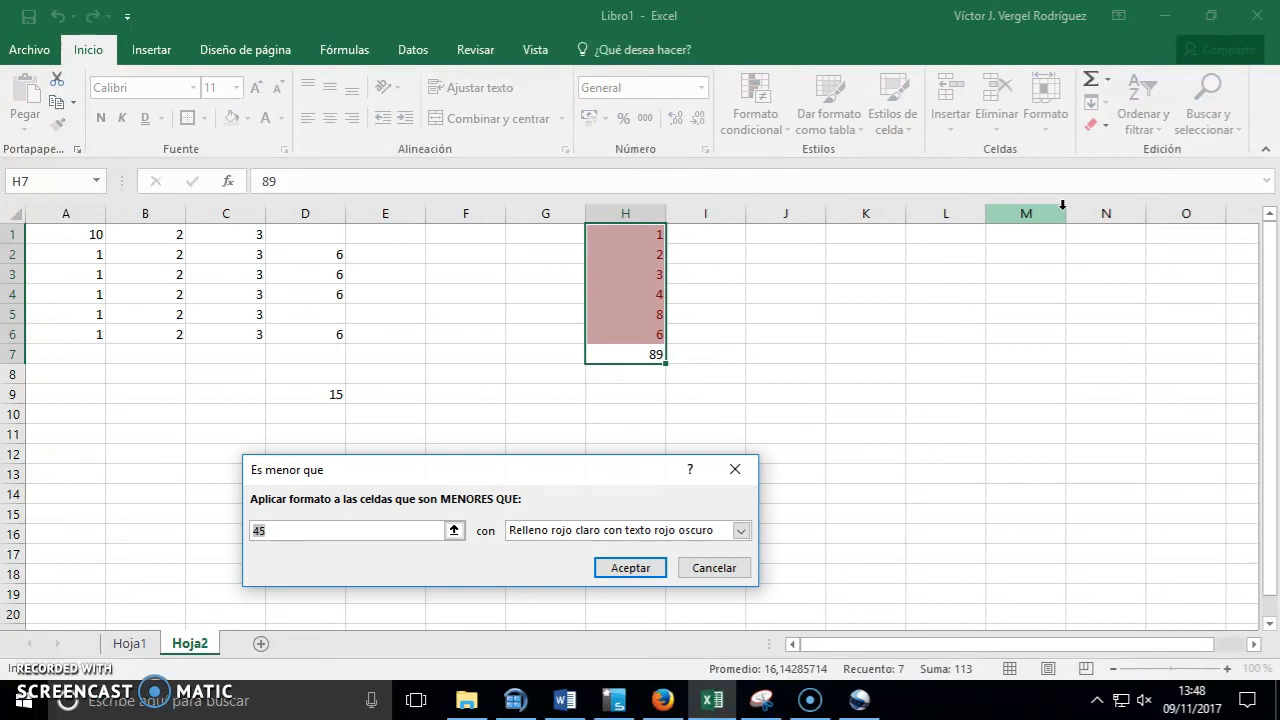 Libro1 - Excel
Víctor J. Vergel Rodríguez
Archivo Inicio Insertar Diseño de página Fórmulas Datos Revisar Vista ¿Qué desea hacer? Compartir
Pegar
Calibri 11
N K D A
Ajustar texto
Combinar y centrar
General
% 000
Formato condicional
Dar formato como tabla
Estilos de celda
Insertar Eliminar Formato
Ordenar y filtrar
Buscar y seleccionar
Portapape... Fuente Alineación Número Estilos Celdas Edición
H7 fx 89
A B C D E F G H I J K L M N O
1 10 2 3 1
2 1 2 3 6 2
3 1 2 3 6 3
4 1 2 3 6 4
5 1 2 3 8
6 1 2 3 6 6
7 89
8
9 15
10
11
12
13
14
15
16
17
18
19
20
Es menor que ?
Aplicar formato a las celdas que son MENORES QUE:
45 con Relleno rojo claro con texto rojo oscuro
Aceptar Cancelar
Hoja1 Hoja2
Promedio: 16,14285714 Recuento: 7 Suma: 113 100 %
RECORDED WITH
SCREENCAST MATIC
Escribe aquí para buscar
13:48
09/11/2017